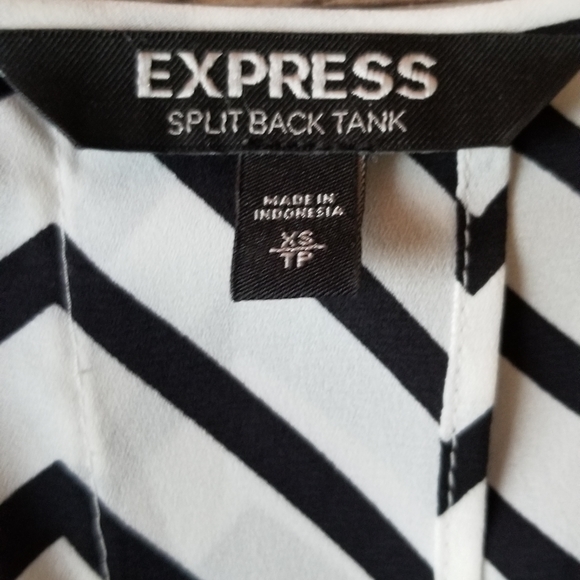 EXPRESS
SPLIT BACK TANK
MADE IN
INDONESIA
XS
TP